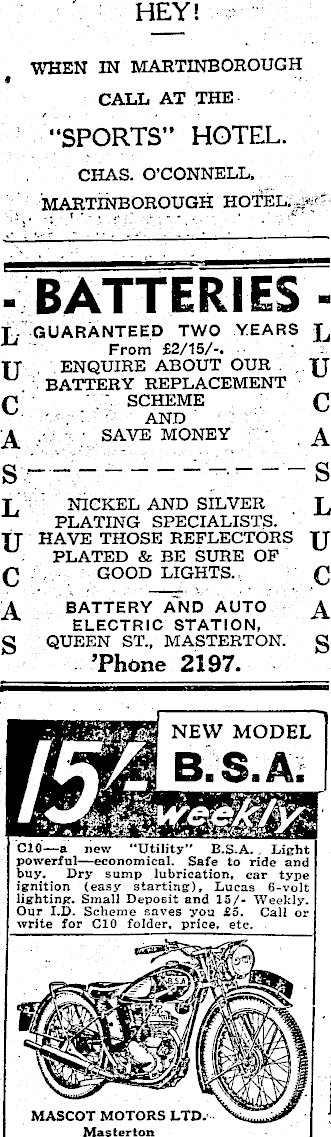 HEY!
WHEN IN MARTINBOROUGH
CALL AT THE
"SPORTS" HOTEL.
CHAS. O'CONNELL,
MARTINBOROUGH HOTEL.
- BATTERIES -
GUARANTEED TWO YEARS
From £2/15/-.
ENQUIRE ABOUT OUR
BATTERY REPLACEMENT
SCHEME
AND
SAVE MONEY
NICKEL AND SILVER
PLATING SPECIALISTS.
HAVE THOSE REFLECTORS
PLATED & BE SURE OF
GOOD LIGHTS.
BATTERY AND AUTO
ELECTRIC STATION,
QUEEN ST., MASTERTON.
'Phone 2197.
LUCAS LUCAS
LUCAS LUCAS
NEW MODEL
B.S.A.
15/- weekly
C10—a new "Utility" B.S.A. Light
powerful—economical. Safe to ride and
buy. Dry sump lubrication, car type
ignition (easy starting), Lucas 6-volt
lighting. Small Deposit and 15/- Weekly.
Our I.D. Scheme saves you £5. Call or
write for C10 folder, price, etc.
BSA
MASCOT MOTORS LTD.
Masterton